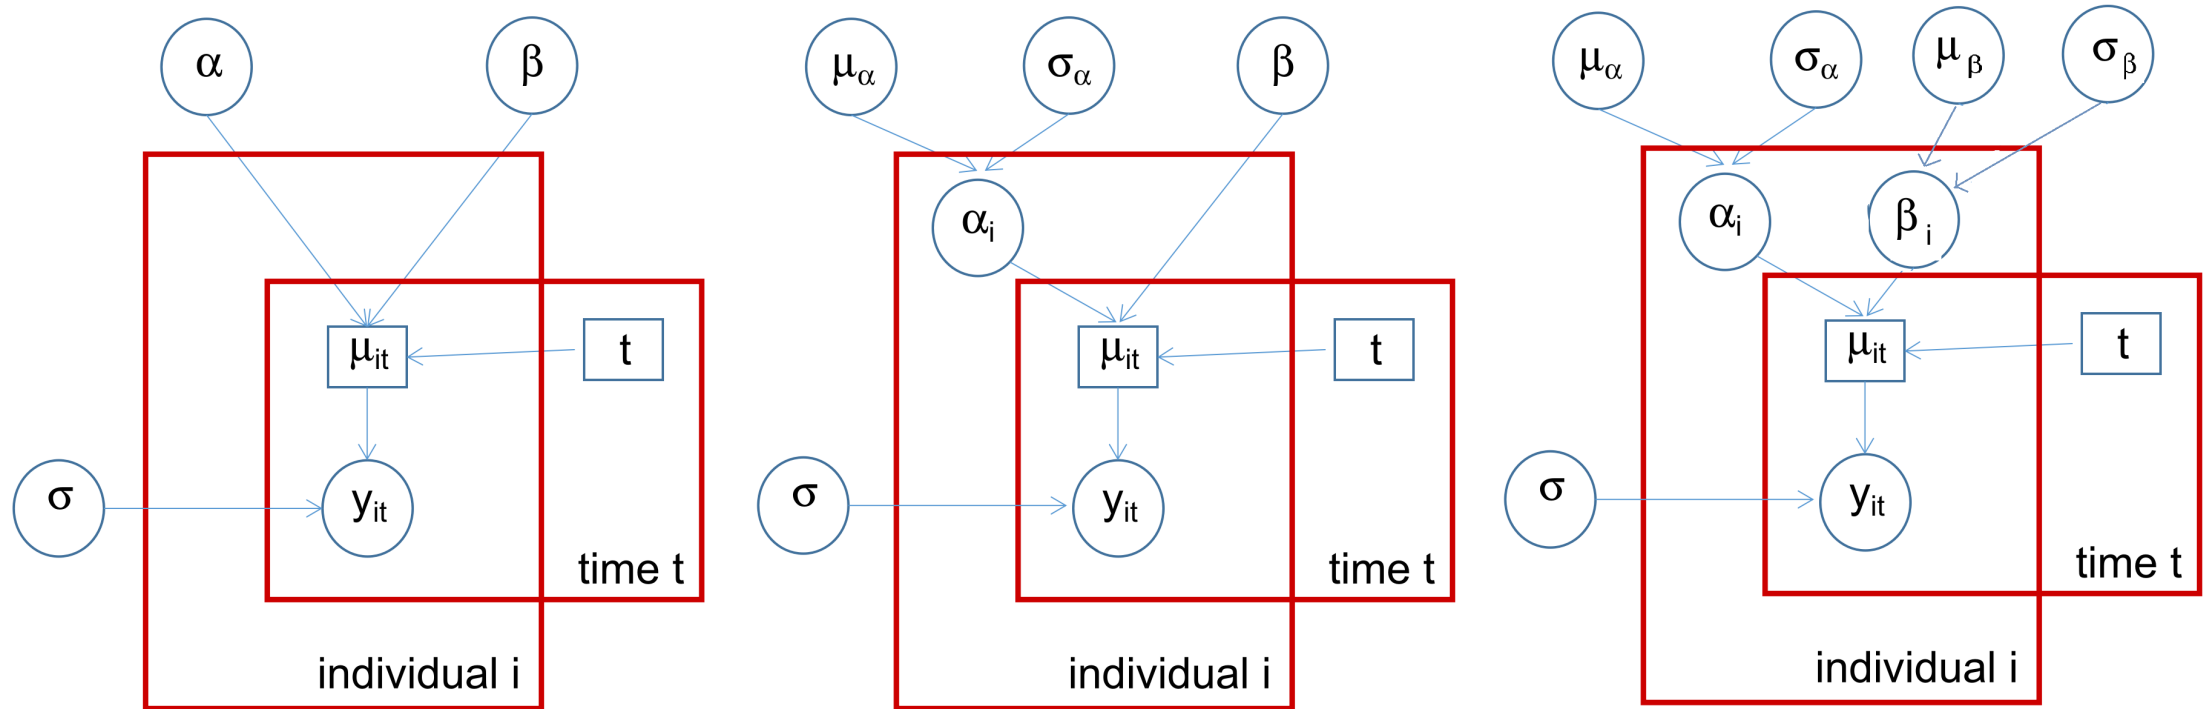 α β
μα σα β
μα σα μβ σβ
αi
αi βi
μit t
μit t
μit t
σ yit
σ yit
σ yit
time t
time t
time t
individual i
individual i
individual i